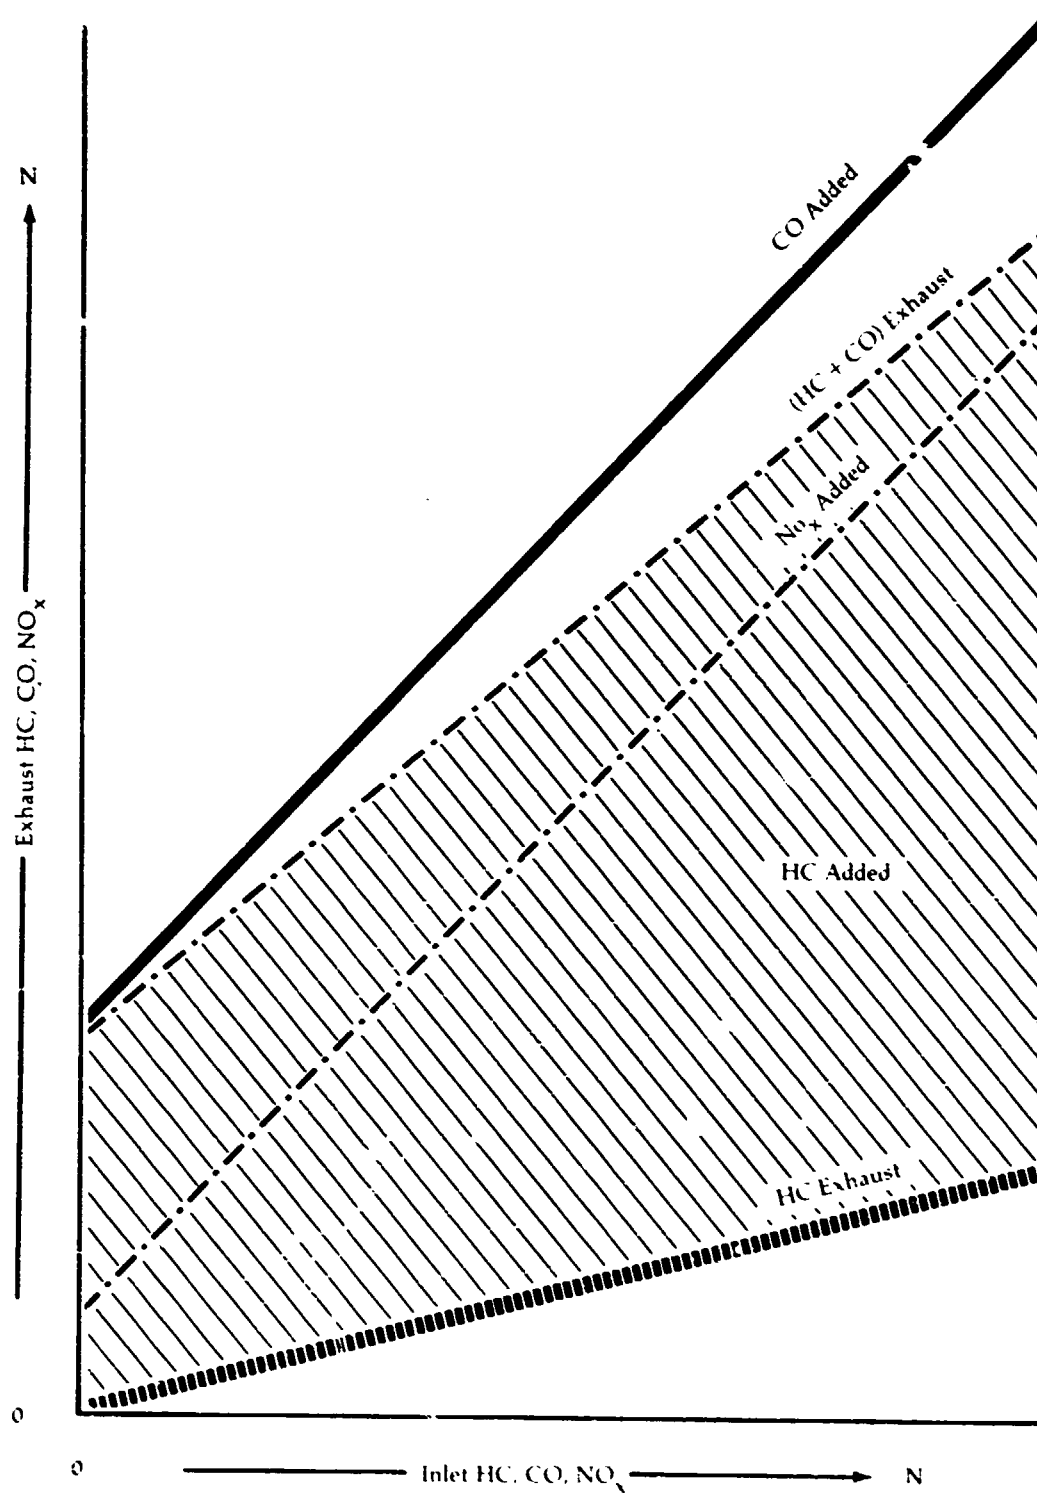 N
Exhaust HC, CO, NOx
CO Added
(HC + CO) Exhaust
Nox Added
HC Added
HC Exhaust
0
0
Inlet HC, CO, NOx
N